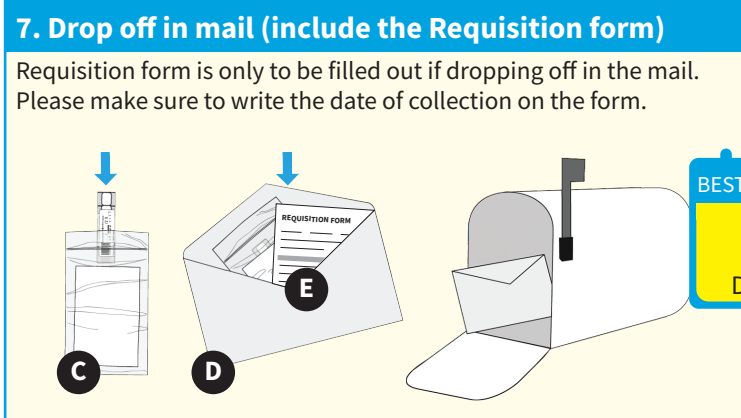 7. Drop off in mail (include the Requisition form)
Requisition form is only to be filled out if dropping off in the mail.
Please make sure to write the date of collection on the form.
REQUISITION FORM
BEST
D
E
C
D